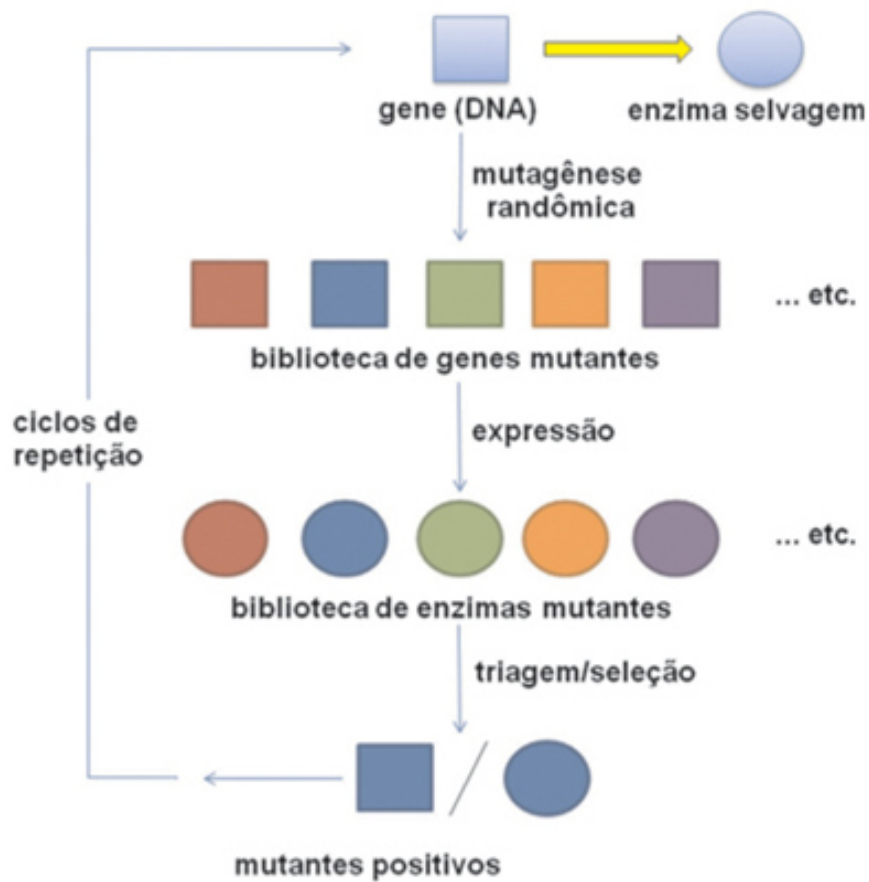 gene (DNA)
enzima selvagem
mutagênese
randômica
... etc.
biblioteca de genes mutantes
ciclos de
repetição
expressão
... etc.
biblioteca de enzimas mutantes
triagem/seleção
mutantes positivos